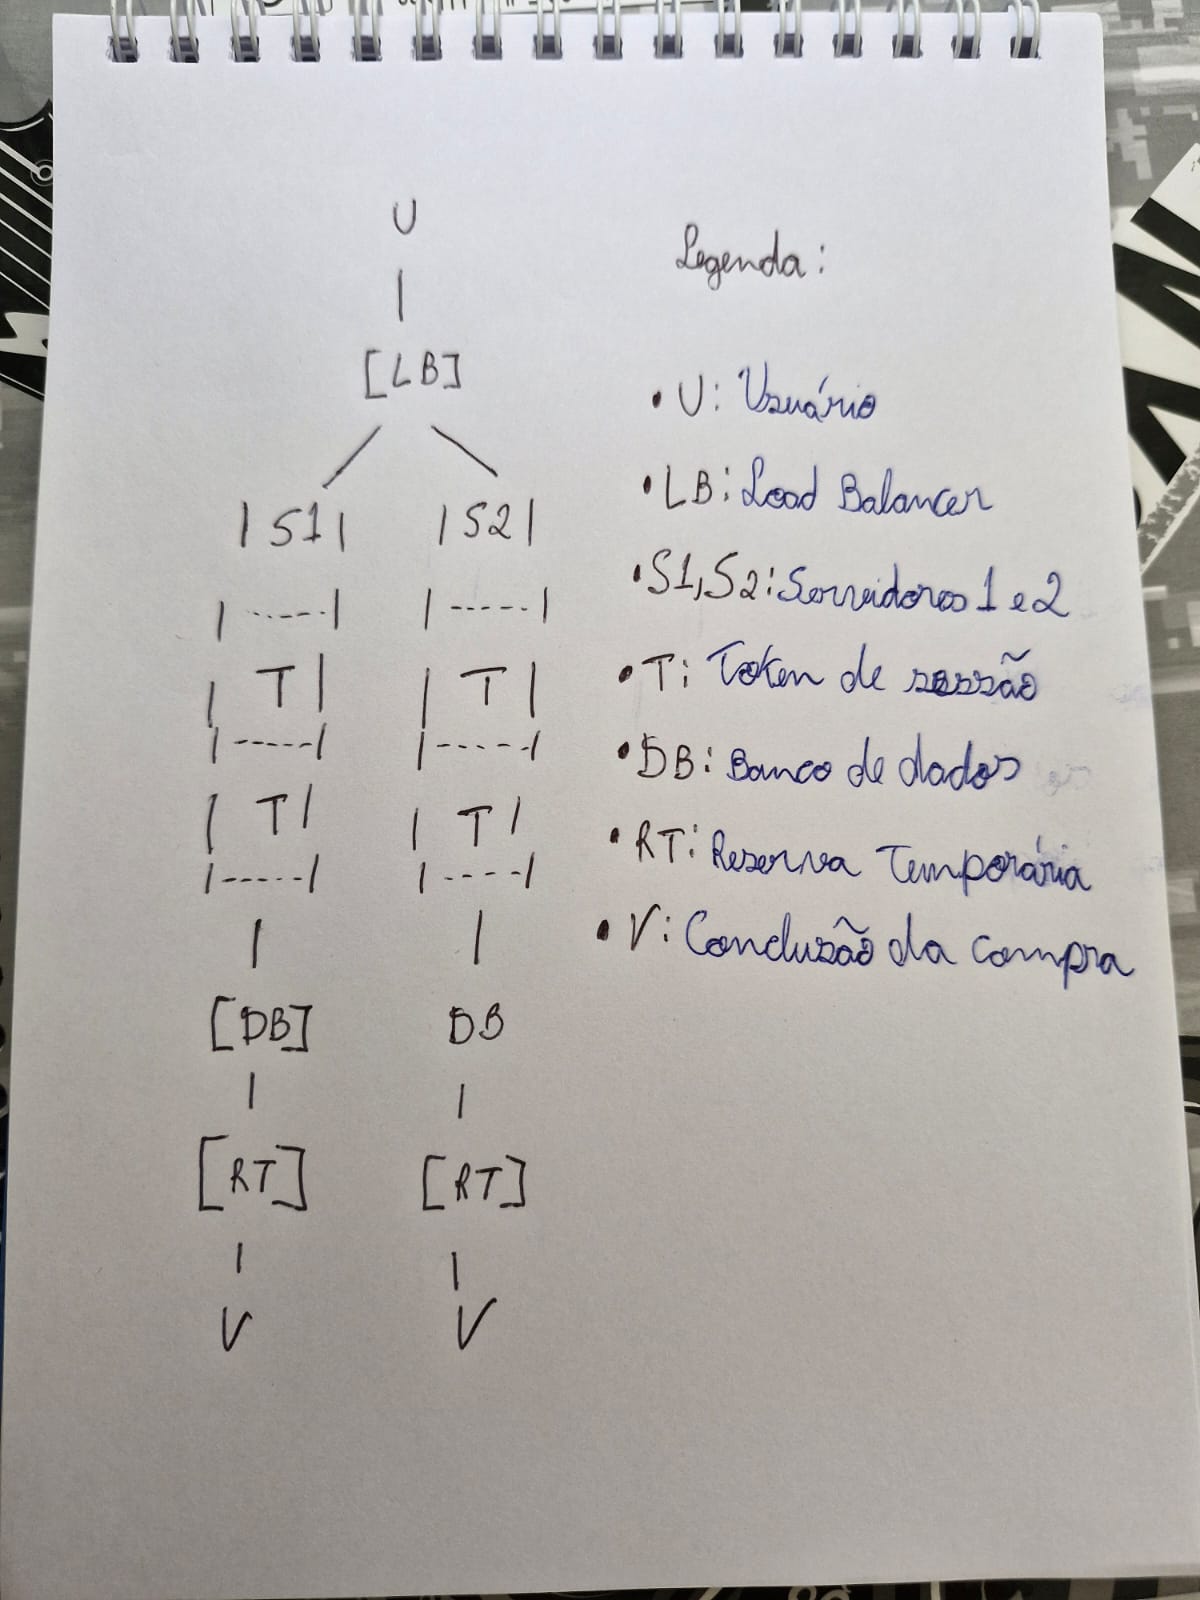 U
|
[LB]
/ \
|S1| |S2|
|-----| |-----|
|T| |T|
|-----| |-----|
|T| |T|
|-----| |-----|
| |
[DB] DB
| |
[RT] [RT]
| |
V V
Legenda:
• U: Usuário
• LB: Load Balancer
• S1,S2: Servidores 1 e 2
• T: Token de sessão
• DB: Banco de dados
• RT: Reserva Temporária
• V: Conclusão da compra